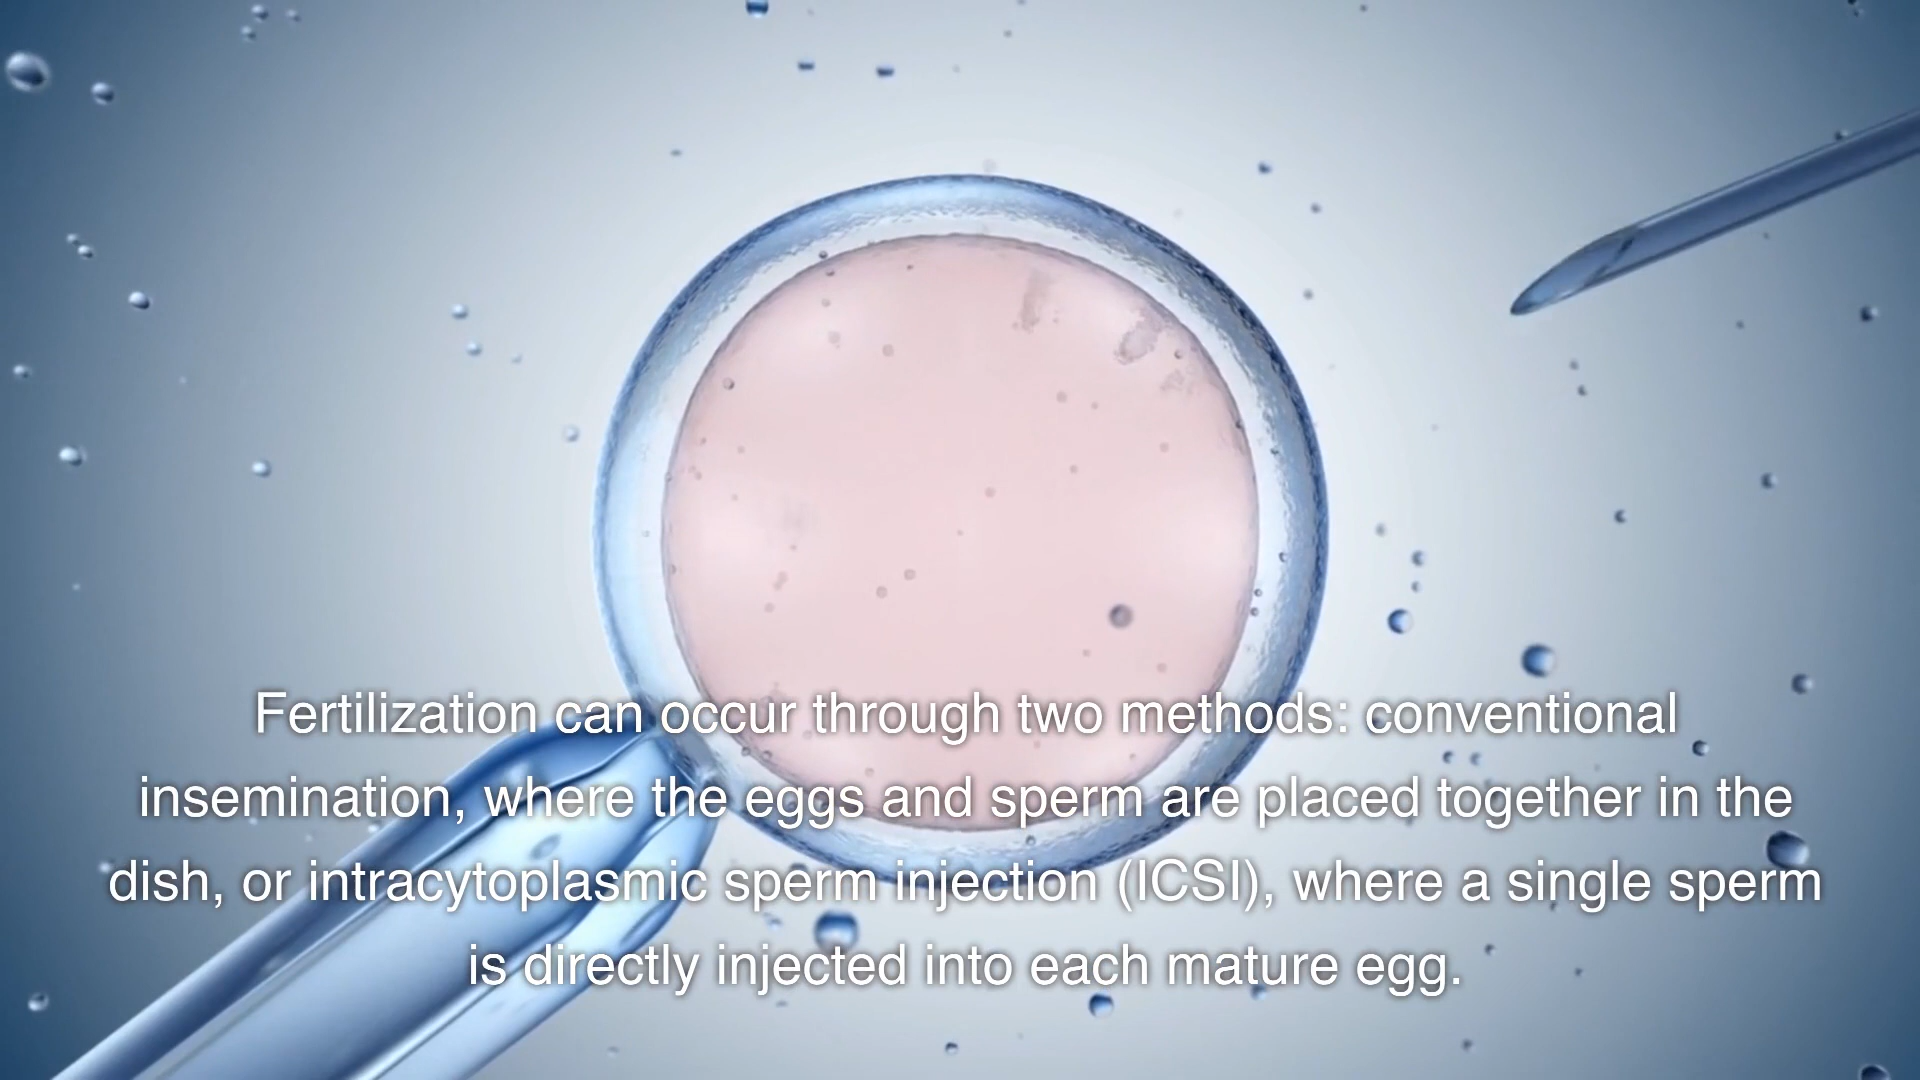 Fertilization can occur through two methods: conventional
insemination, where the eggs and sperm are placed together in the
dish, or intracytoplasmic sperm injection (ICSI), where a single sperm
is directly injected into each mature egg.